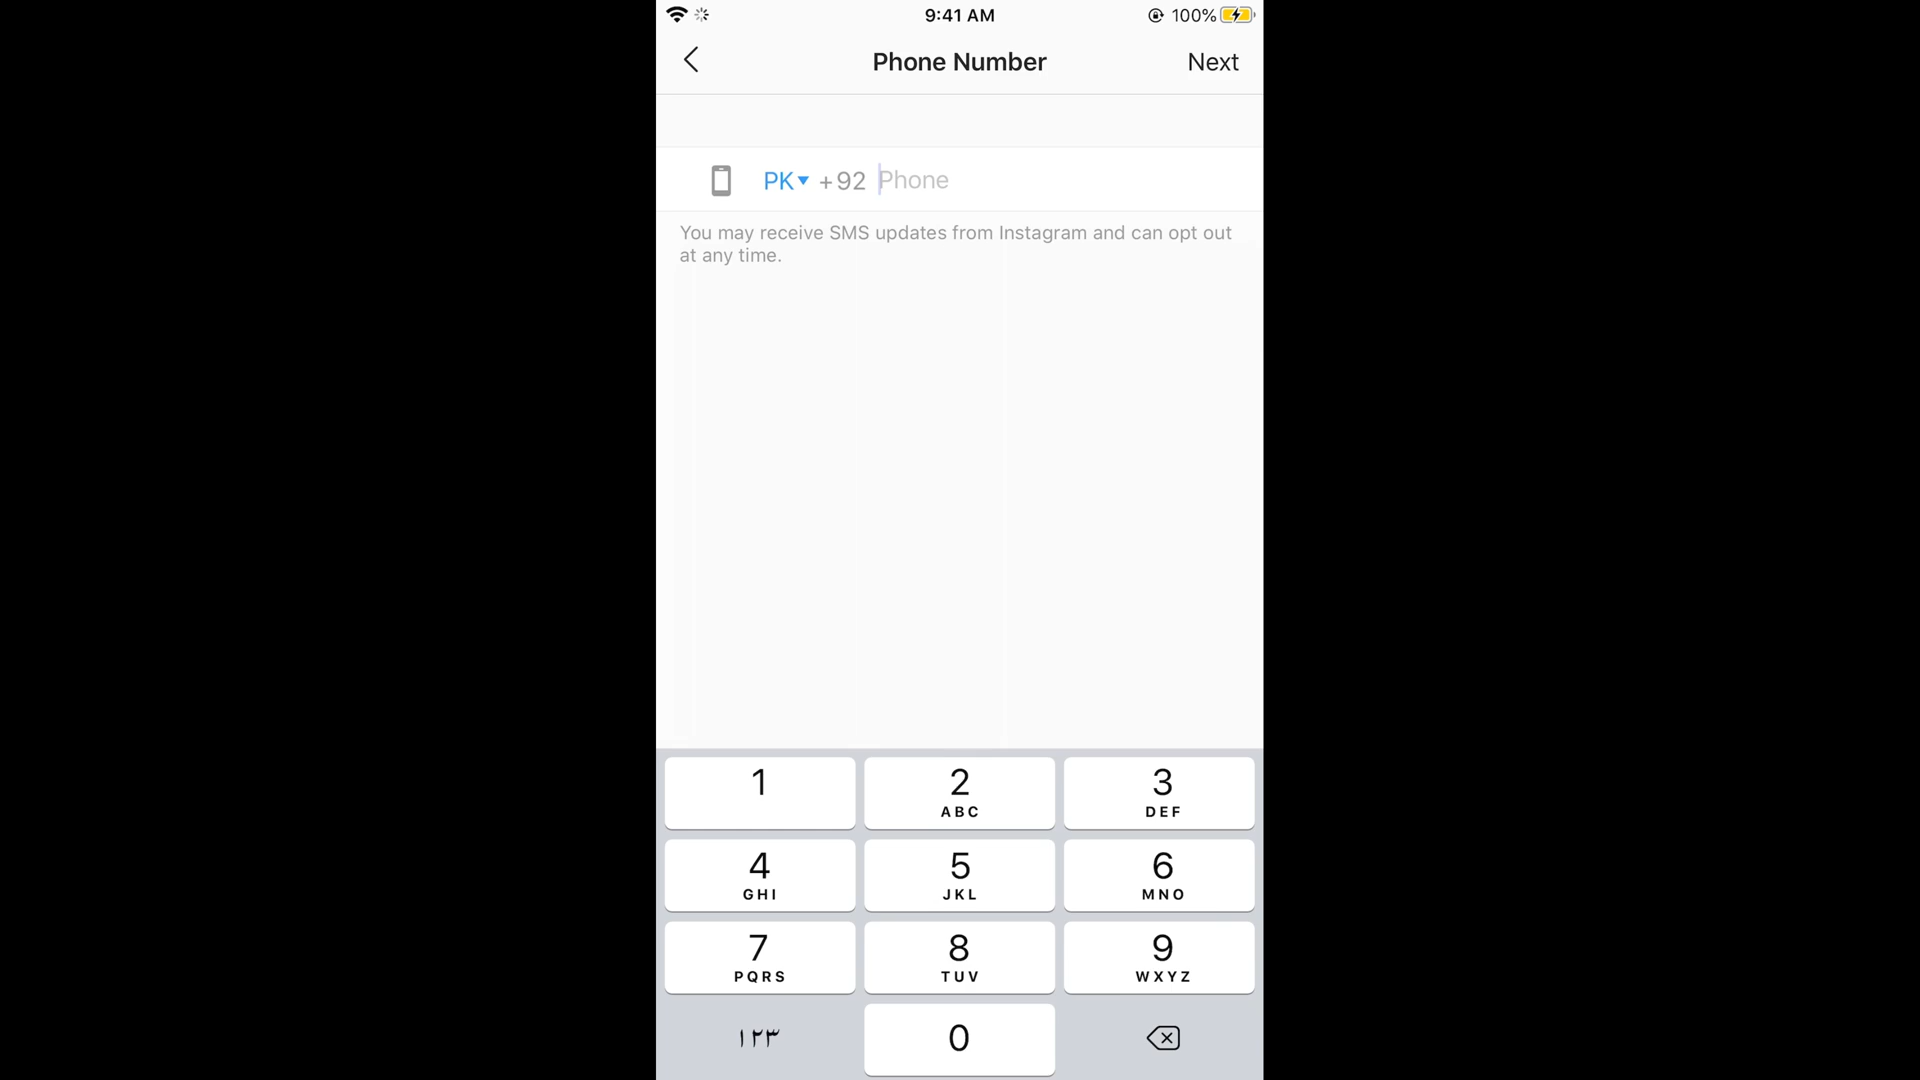 9:41 AM
100%
Phone Number
Next
PK
+92
Phone
You may receive SMS updates from Instagram and can opt out
at any time.
1
2
ABC
3
DEF
4
GHI
5
JKL
6
MNO
7
PQRS
8
TUV
9
WXYZ
١٢٣
0